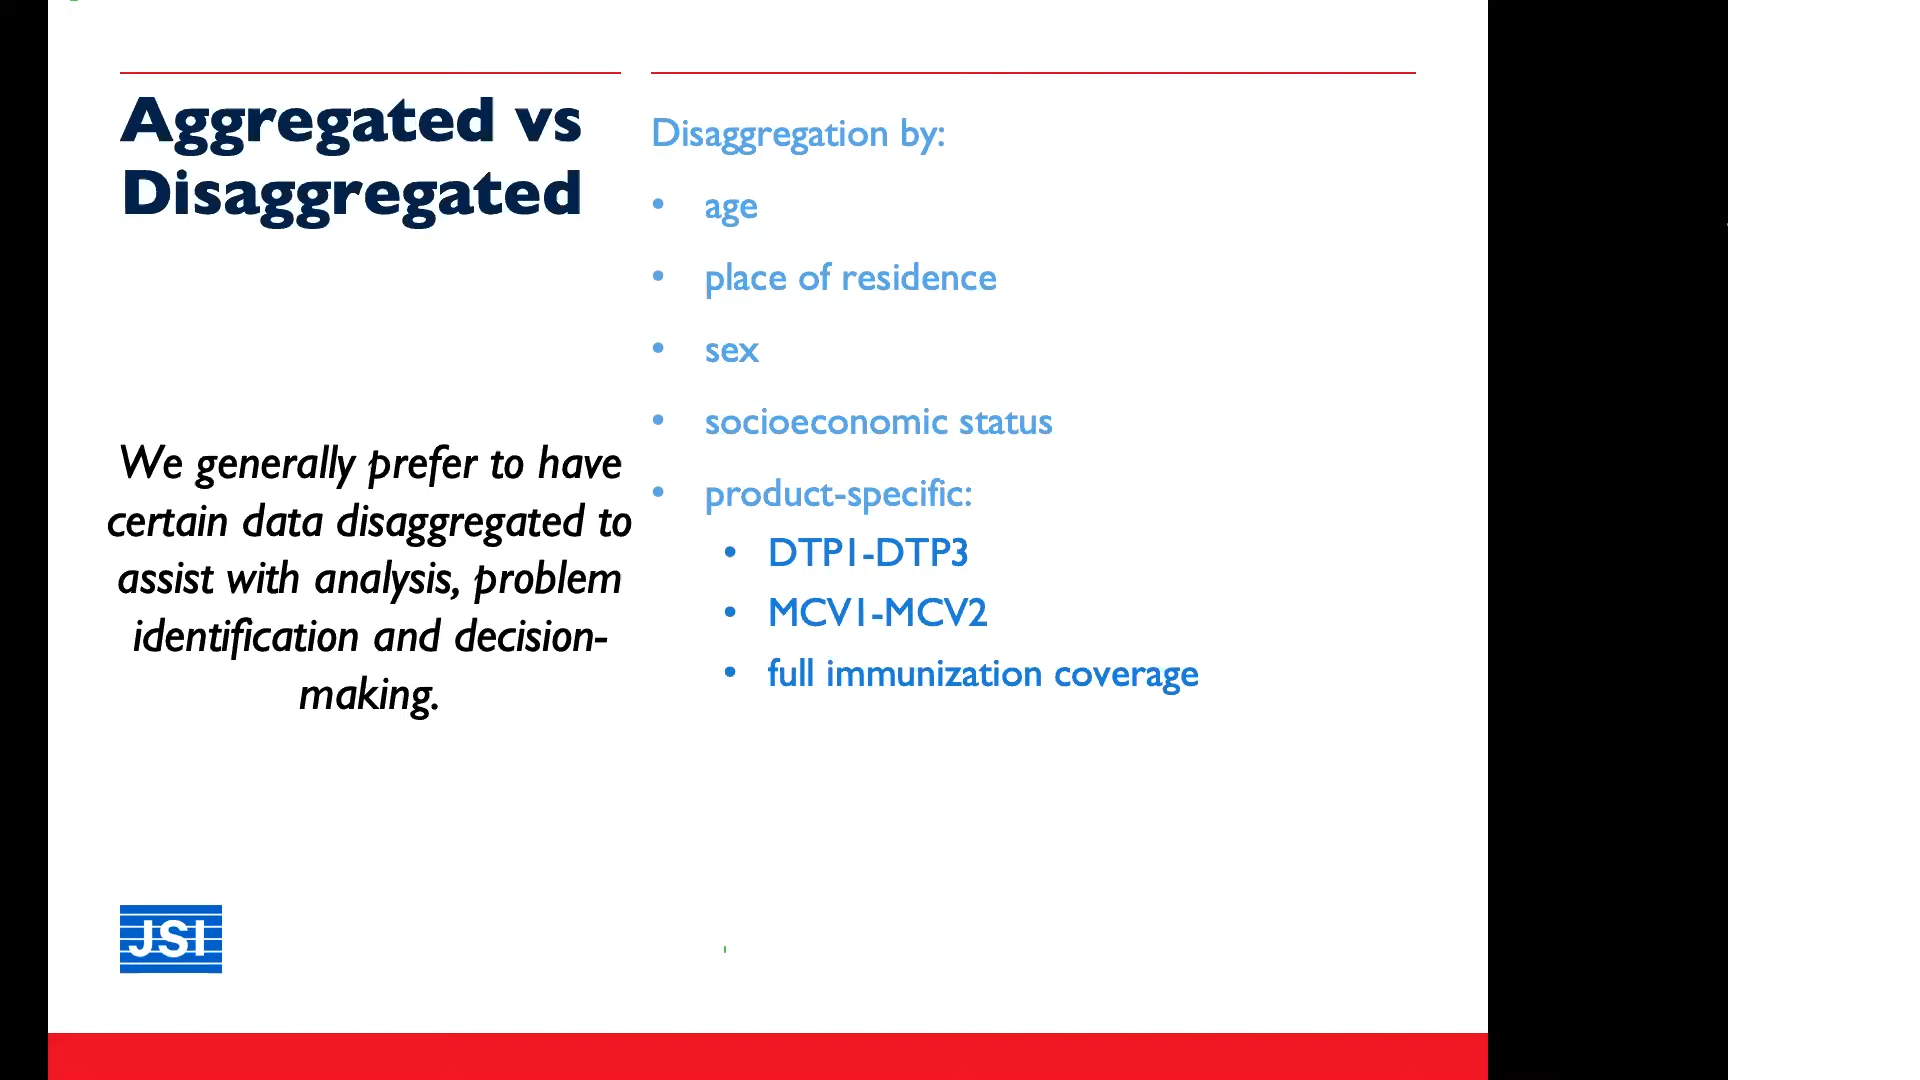 Aggregated vs
Disaggregated
We generally prefer to have
certain data disaggregated to
assist with analysis, problem
identification and decision-
making.
Disaggregation by:
• age
• place of residence
• sex
• socioeconomic status
• product-specific:
• DTP1-DTP3
• MCV1-MCV2
• full immunization coverage
JSI